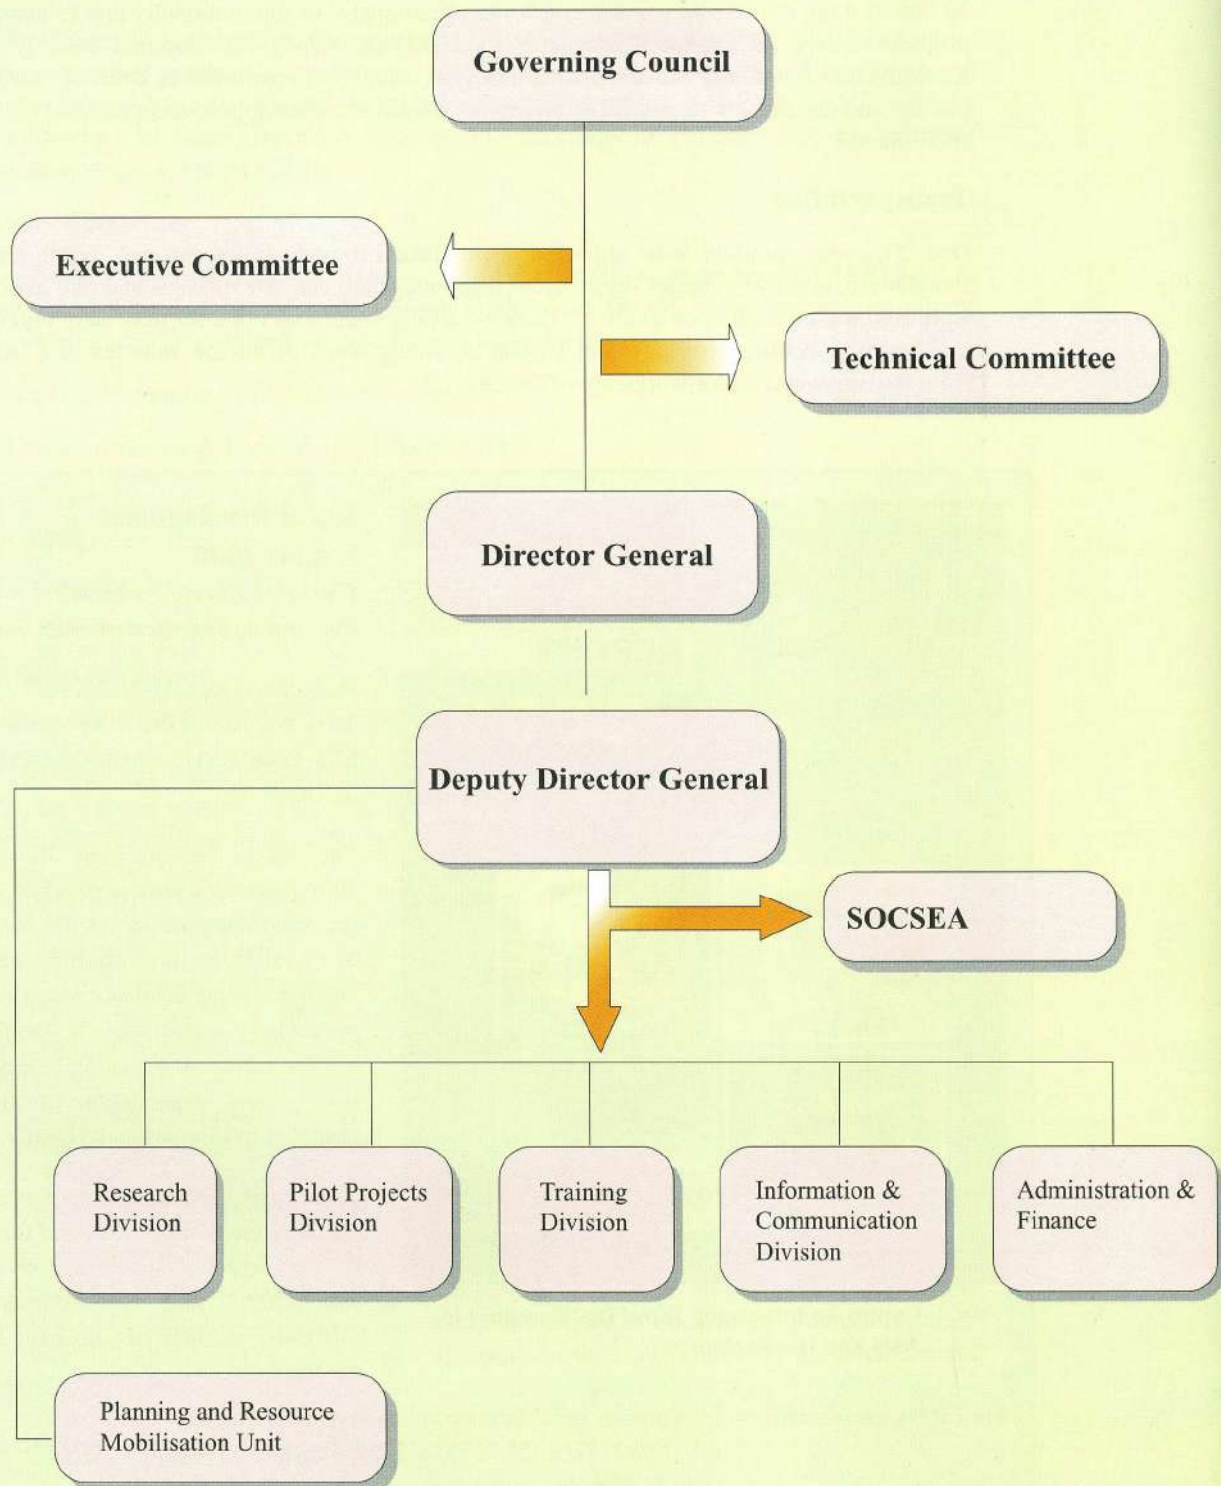 Governing Council
Executive Committee
Technical Committee
Director General
Deputy Director General
SOCSEA
Research
Division
Pilot Projects
Division
Training
Division
Information &
Communication
Division
Administration &
Finance
Planning and Resource
Mobilisation Unit